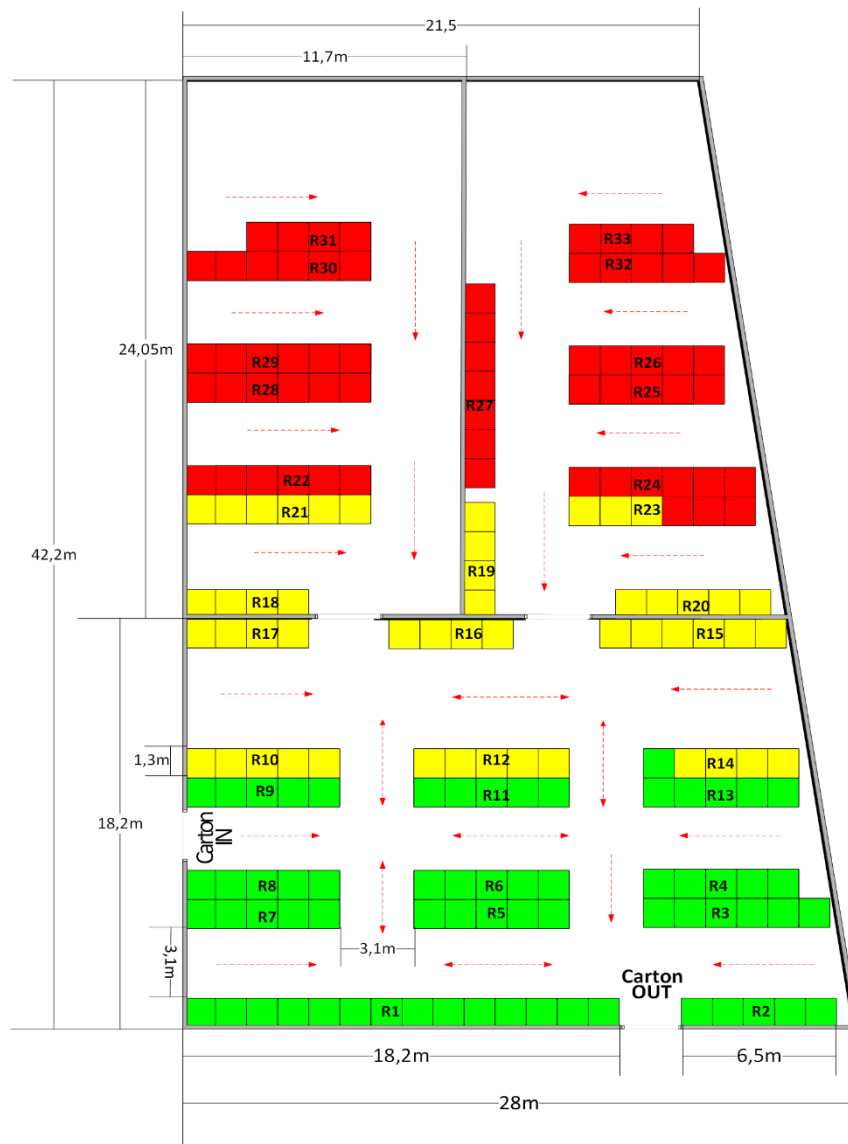 21,5
11,7m
R31
R33
R30
R32
24,05m
R29
R26
R28
R25
R27
R22
R24
R21
R23
42,2m
R19
R18
R20
R17
R16
R15
1,3m
R10
R12
R14
R9
R11
R13
18,2m
Carton
IN
R8
R6
R4
R7
R5
R3
3,1m
3,1m
Carton
OUT
R1
R2
18,2m
6,5m
28m